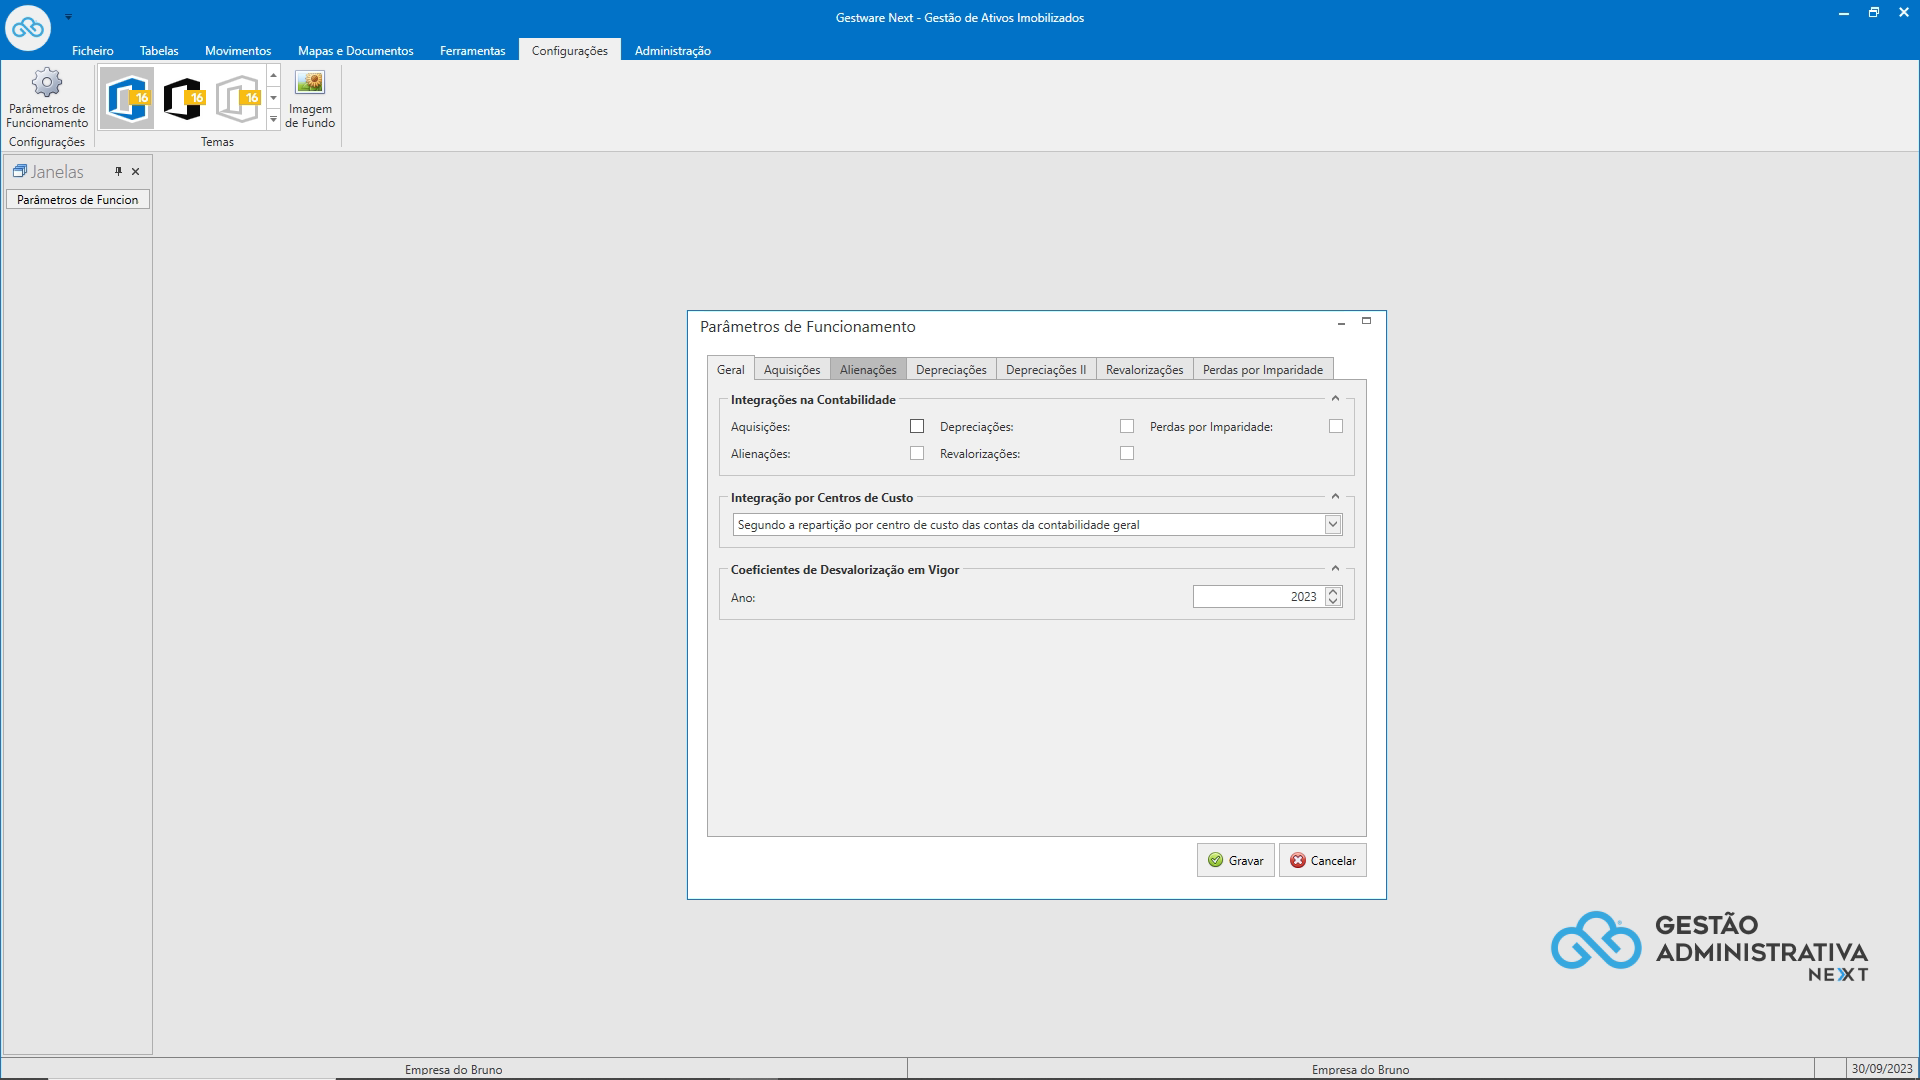 Gestware Next - Gestão de Ativos Imobilizados
Ficheiro Tabelas Movimentos Mapas e Documentos Ferramentas Configurações Administração
Parâmetros de
Funcionamento
Configurações
16 16 16
Temas
Imagem
de Fundo
Janelas
Parâmetros de Funcion
Parâmetros de Funcionamento
Geral Aquisições Alienações Depreciações Depreciações II Revalorizações Perdas por Imparidade
Integrações na Contabilidade
Aquisições: Depreciações: Perdas por Imparidade:
Alienações: Revalorizações:
Integração por Centros de Custo
Segundo a repartição por centro de custo das contas da contabilidade geral
Coeficientes de Desvalorização em Vigor
Ano: 2023
Gravar Cancelar
GESTÃO
ADMINISTRATIVA
NEXT
Empresa do Bruno Empresa do Bruno 30/09/2023